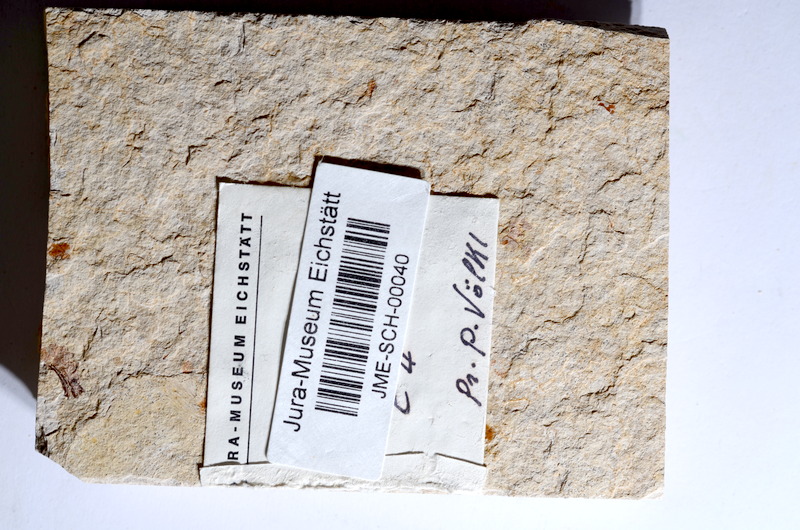 RA-MUSEUM EICHSTÄTT
Jura-Museum Eichstätt
JME-SCH-00040
C 4
Pr. P. Völkl